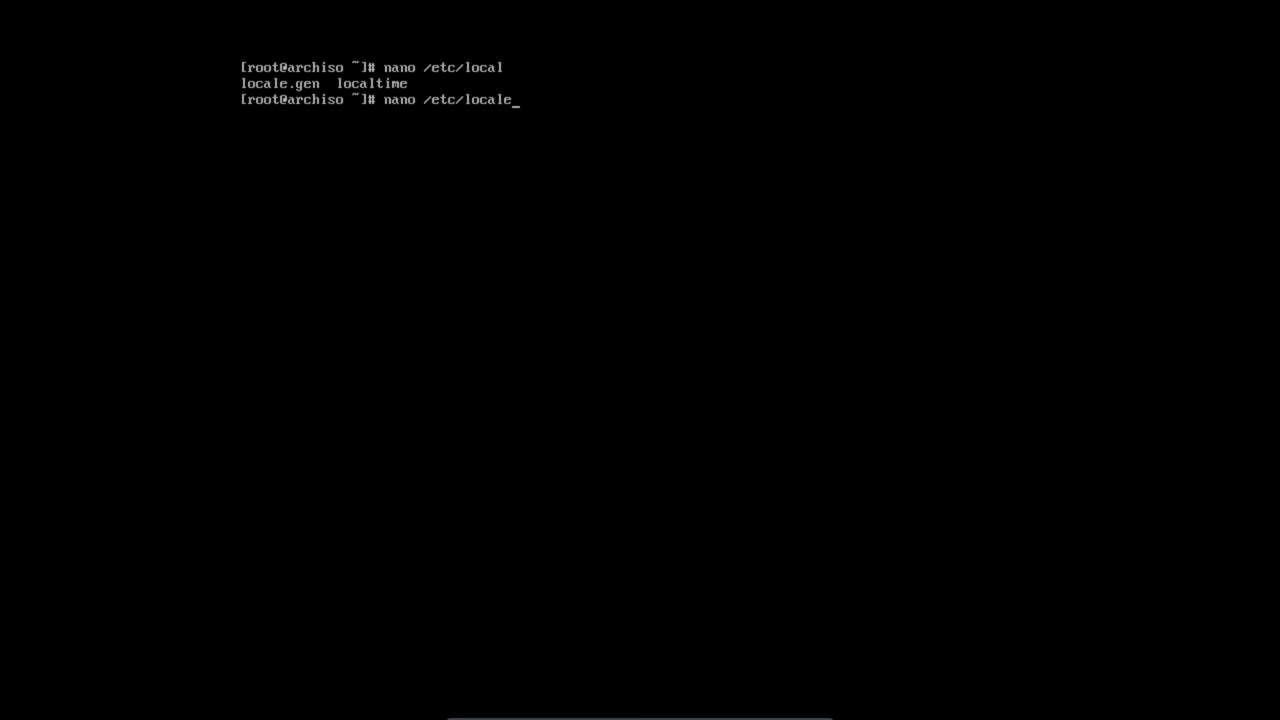 [root@archiso ~]# nano /etc/local
locale.gen  localtime
[root@archiso ~]# nano /etc/locale_